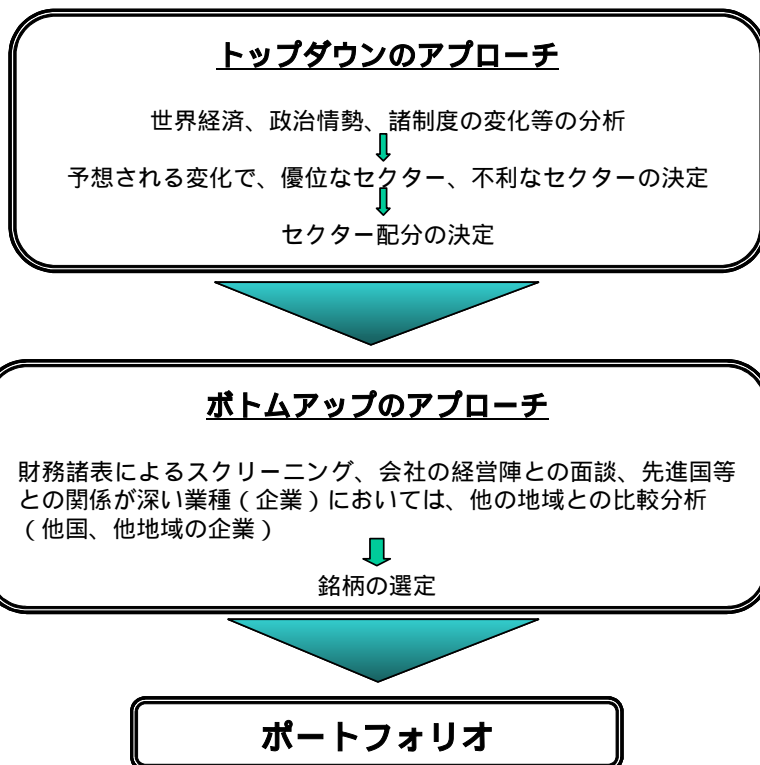 トップダウンのアプローチ
世界経済、政治情勢、諸制度の変化等の分析
予想される変化で、優位なセクター、不利なセクターの決定
セクター配分の決定
ボトムアップのアプローチ
財務諸表によるスクリーニング、会社の経営陣との面談、先進国等
との関係が深い業種（企業）においては、他の地域との比較分析
（他国、他地域の企業）
銘柄の選定
ポートフォリオ